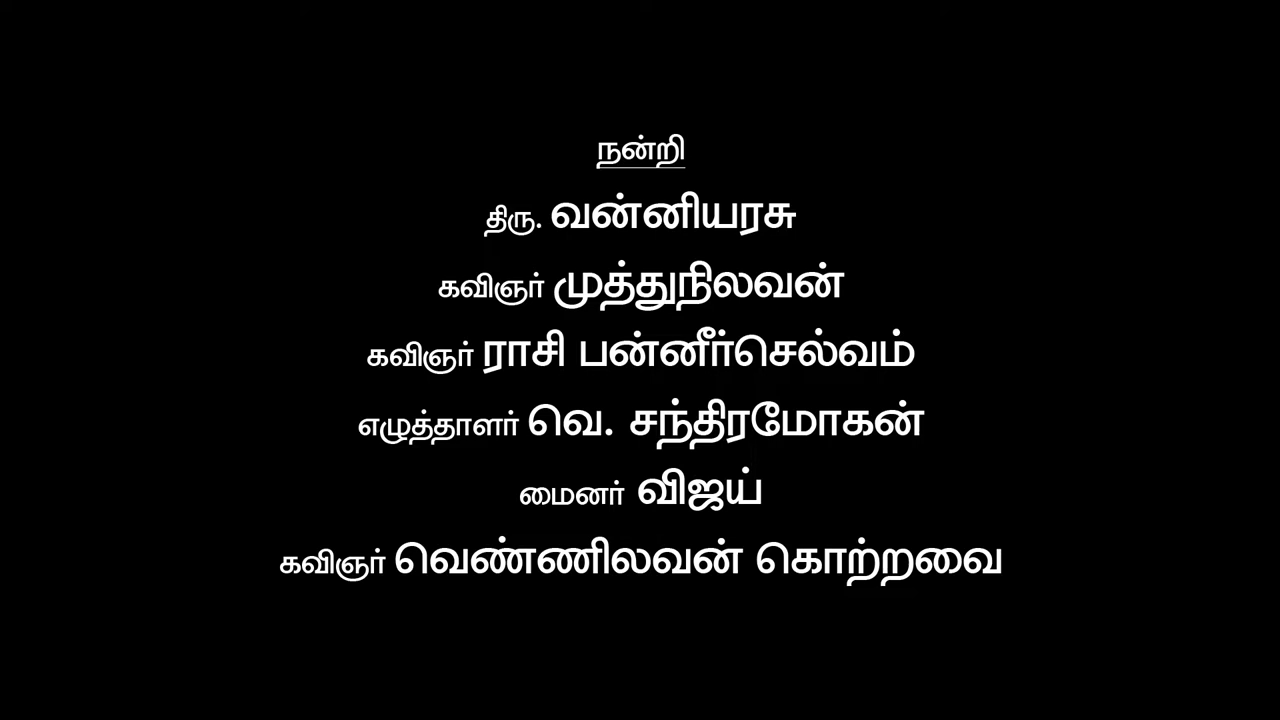 நன்றி
திரு. வன்னியரசு
கவிஞர் முத்துநிலவன்
கவிஞர் ராசி பன்னீர்செல்வம்
எழுத்தாளர் வெ. சந்திரமோகன்
மைனர் விஜய்
கவிஞர் வெண்ணிலவன் கொற்றவை